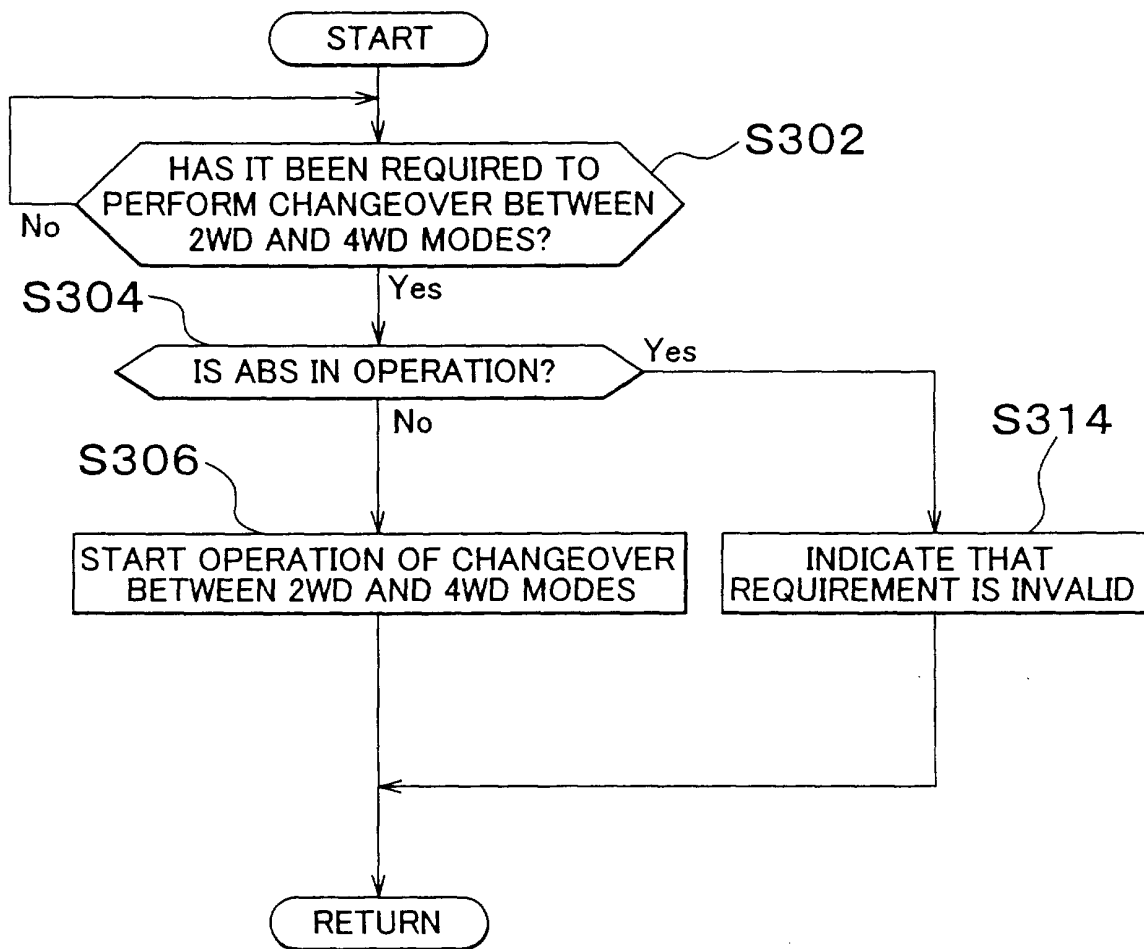 START
S302
HAS IT BEEN REQUIRED TO
PERFORM CHANGEOVER BETWEEN
2WD AND 4WD MODES?
No
Yes
S304
IS ABS IN OPERATION?
Yes
No
S314
S306
START OPERATION OF CHANGEOVER
BETWEEN 2WD AND 4WD MODES
INDICATE THAT
REQUIREMENT IS INVALID
RETURN